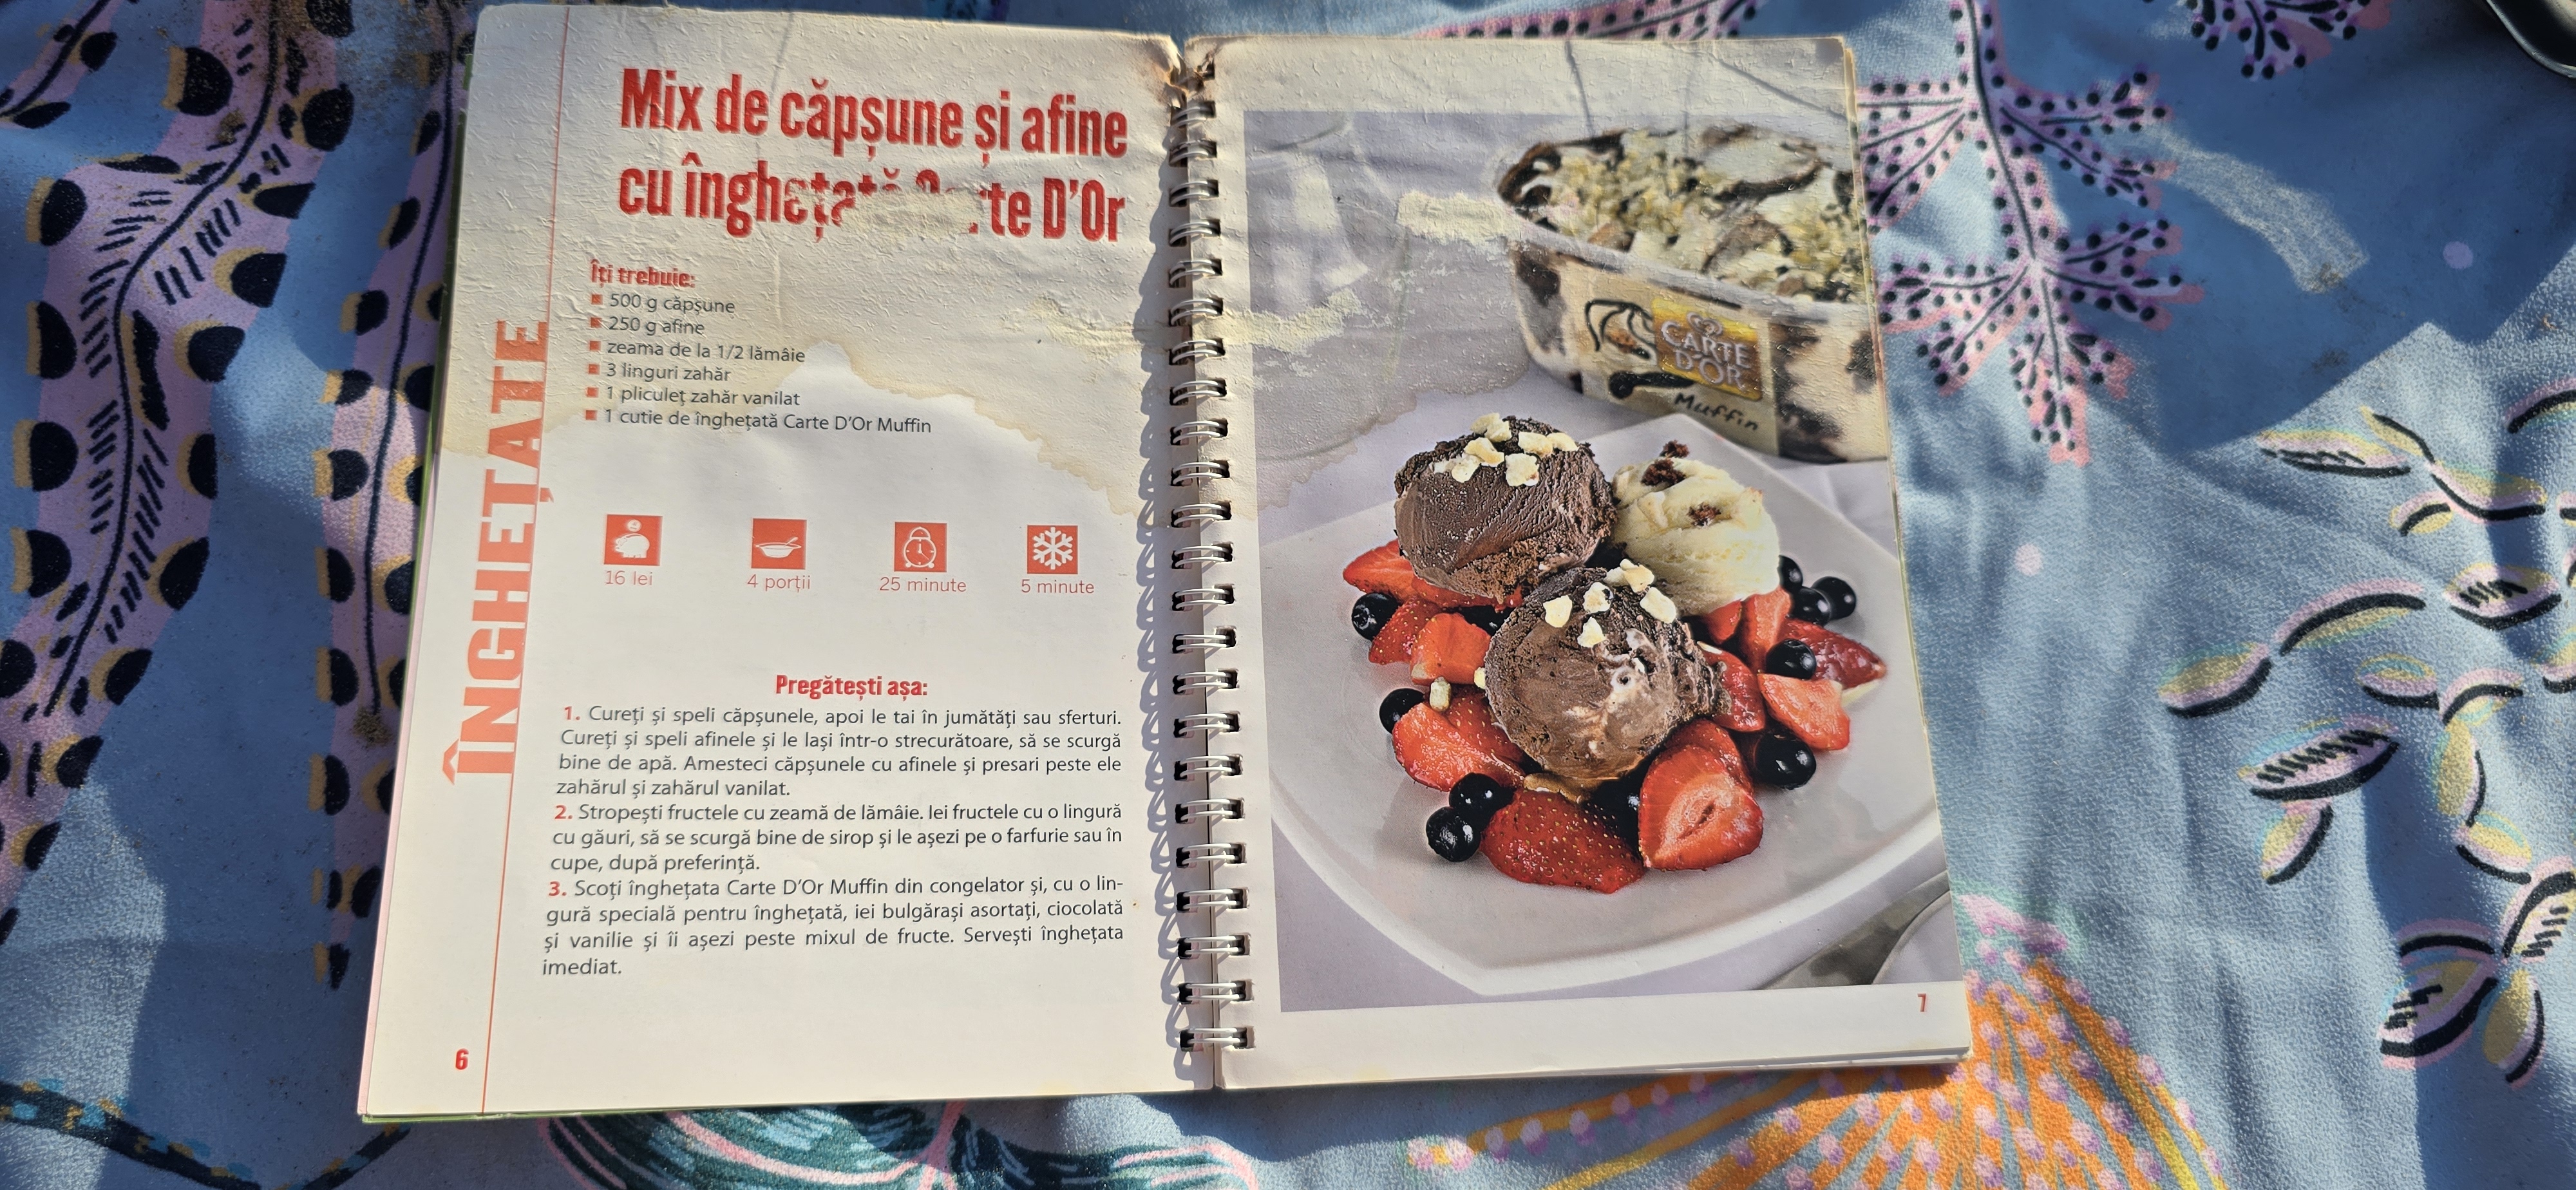 Mix de căpșune și afine
cu înghețată te D'Or
Îți trebuie:
500 g căpșune
250 g afine
zeama de la 1/2 lămâie
3 linguri zahăr
1 pliculeț zahăr vanilat
1 cutie de înghețată Carte D'Or Muffin
16 lei
4 porții
25 minute
5 minute
Pregătești așa:
1. Cureți și speli căpșunele, apoi le tai în jumătăți sau sferturi.
Cureți și speli afinele și le lași într-o strecurătoare, să se scurgă
bine de apă. Amesteci căpșunele cu afinele și presari peste ele
zahărul și zahărul vanilat.
2. Stropești fructele cu zeamă de lămâie. Iei fructele cu o lingură
cu găuri, să se scurgă bine de sirop și le așezi pe o farfurie sau în
cupe, după preferință.
3. Scoți înghețata Carte D'Or Muffin din congelator și, cu o lin-
gură specială pentru înghețată, iei bulgărași asortați, ciocolată
și vanilie și îi așezi peste mixul de fructe. Servești înghețata
imediat.
ÎNGHEȚATE
6
CARTE
D'OR
Muffin
7